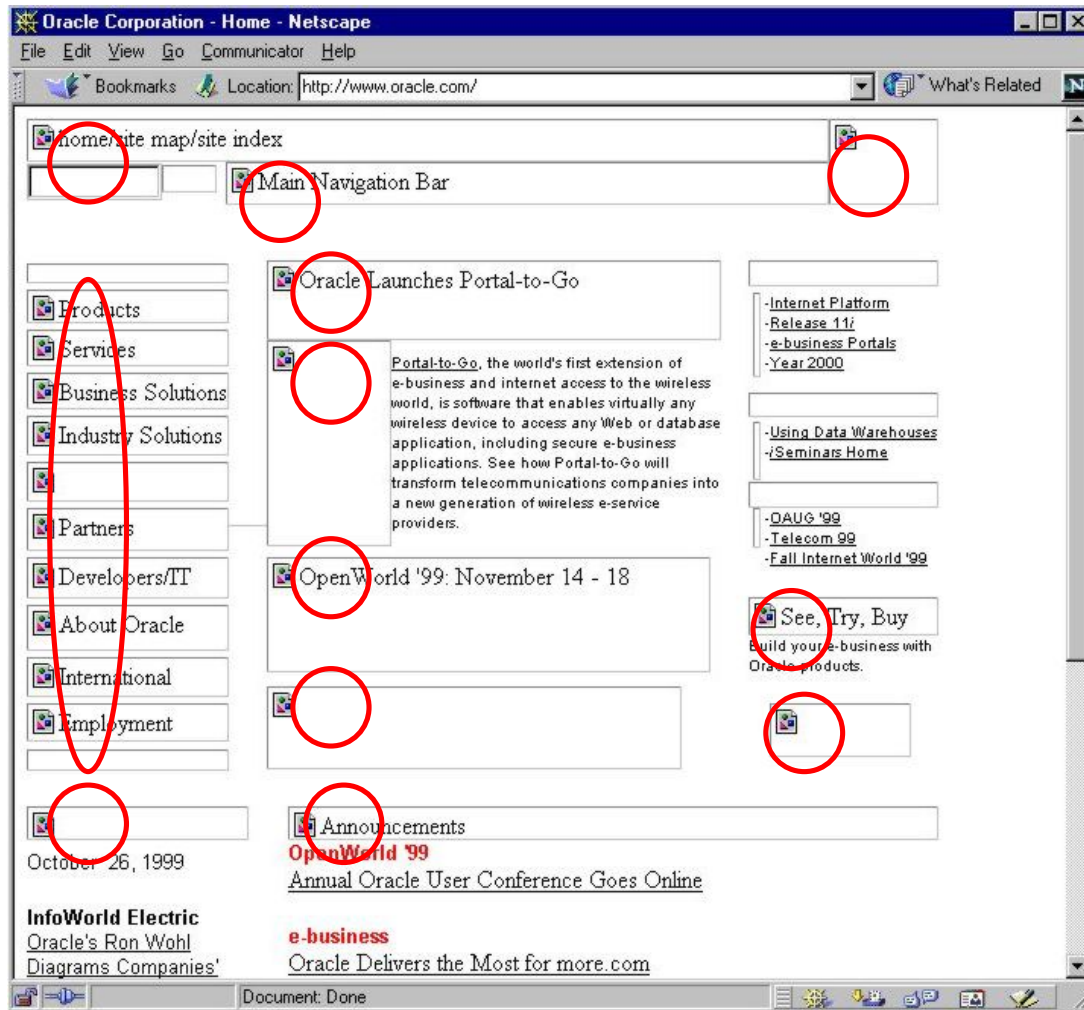 Oracle Corporation - Home - Netscape
File Edit View Go Communicator Help
Bookmarks Location: http://www.oracle.com/ What's Related N
home/site map/site index
Main Navigation Bar
Products
Services
Business Solutions
Industry Solutions
Partners
Developers/IT
About Oracle
International
Employment
Oracle Launches Portal-to-Go
Portal-to-Go, the world's first extension of
e-business and internet access to the wireless
world, is software that enables virtually any
wireless device to access any Web or database
application, including secure e-business
applications. See how Portal-to-Go will
transform telecommunications companies into
a new generation of wireless e-service
providers.
OpenWorld '99: November 14 - 18
-Internet Platform
-Release 11i
-e-business Portals
-Year 2000
-Using Data Warehouses
-iSeminars Home
-OAUG '99
-Telecom 99
-Fall Internet World '99
See, Try, Buy
Build your e-business with
Oracle products.
October 26, 1999
InfoWorld Electric
Oracle's Ron Wohl
Diagrams Companies'
Announcements
OpenWorld '99
Annual Oracle User Conference Goes Online
e-business
Oracle Delivers the Most for more.com
Document: Done